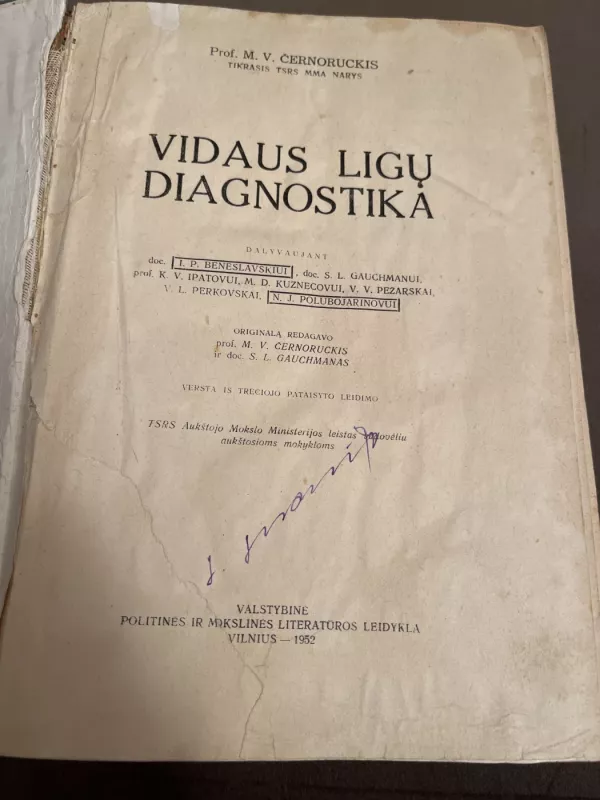 Prof. M. V. ČERNORUCKIS
TIKRASIS TSRS MMA NARYS
VIDAUS LIGŲ
DIAGNOSTIKA
DALYVAUJANT
doc. I. P. BENESLAVSKIUI, doc. S. L. GAUCHMANUI,
prof. K. V. IPATOVUI, M. D. KUZNECOVUI, V. V. PEŽARSKAI,
V. L. PERKOVSKAI, N. J. POLUBOJARINOVUI
ORIGINALĄ REDAGAVO
prof. M. V. ČERNORUCKIS
ir doc. S. L. GAUCHMANAS
VERSTA IŠ TREČIOJO PATAISYTO LEIDIMO
TSRS Aukštojo Mokslo Ministerijos leistas vadovėliu
aukštosioms mokykloms
VALSTYBINĖ
POLITINĖS IR MOKSLINĖS LITERATŪROS LEIDYKLA
VILNIUS — 1952